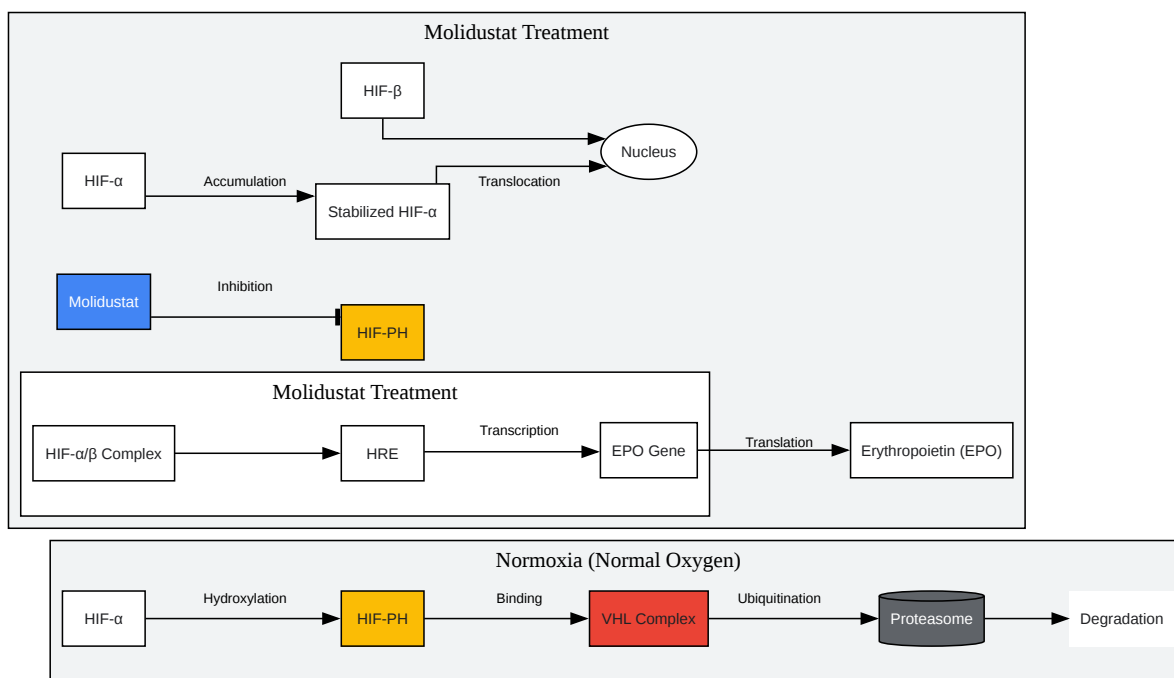 Molidustat Treatment
HIF-β
Nucleus
HIF-α
Accumulation
Stabilized HIF-α
Translocation
Molidustat
Inhibition
HIF-PH
Molidustat Treatment
HIF-α/β Complex
HRE
Transcription
EPO Gene
Translation
Erythropoietin (EPO)
Normoxia (Normal Oxygen)
HIF-α
Hydroxylation
HIF-PH
Binding
VHL Complex
Ubiquitination
Proteasome
Degradation